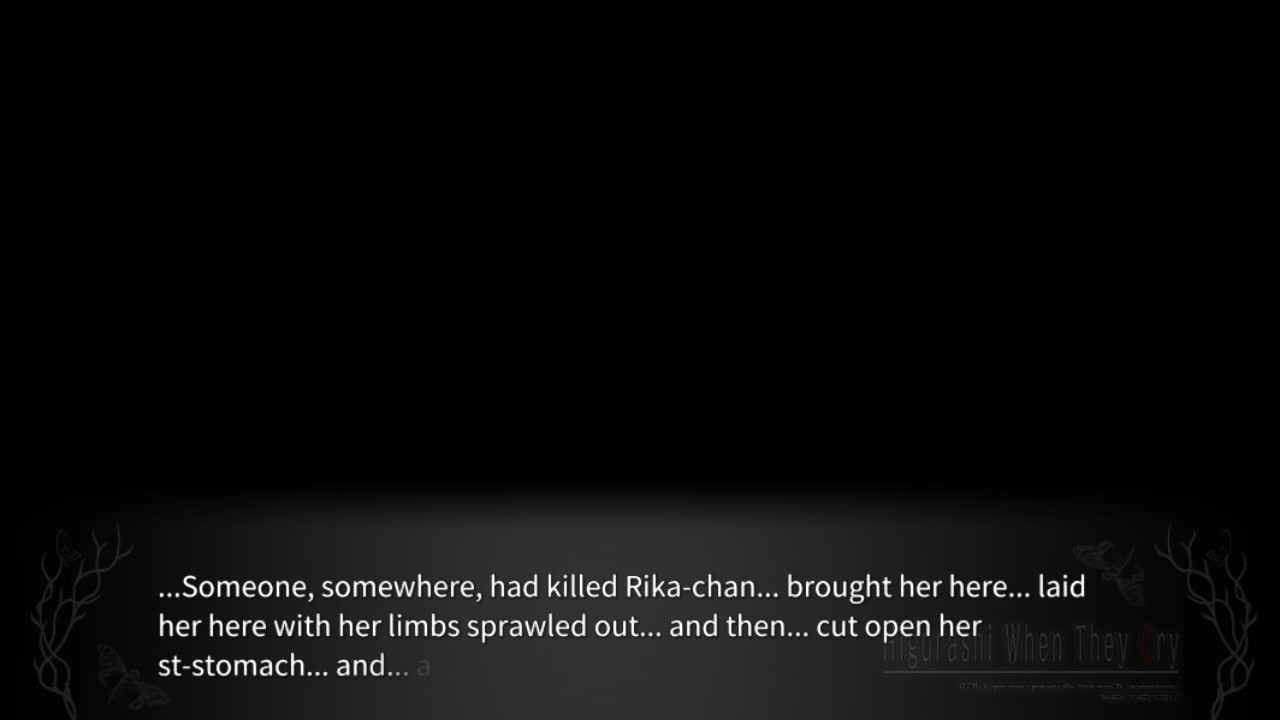 ...Someone, somewhere, had killed Rika-chan... brought her here... laid
her here with her limbs sprawled out... and then... cut open her
st-stomach... and... a
Higurashi When They Cry